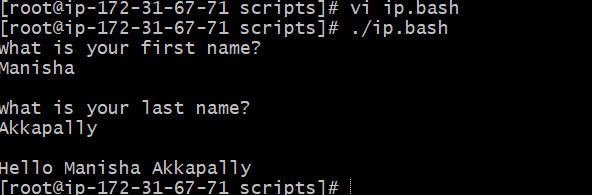 [root@ip-172-31-67-71 scripts]# vi ip.bash
[root@ip-172-31-67-71 scripts]# ./ip.bash
what is your first name?
Manisha
what is your last name?
Akkapally
Hello Manisha Akkapally
[root@ip-172-31-67-71 scripts]#